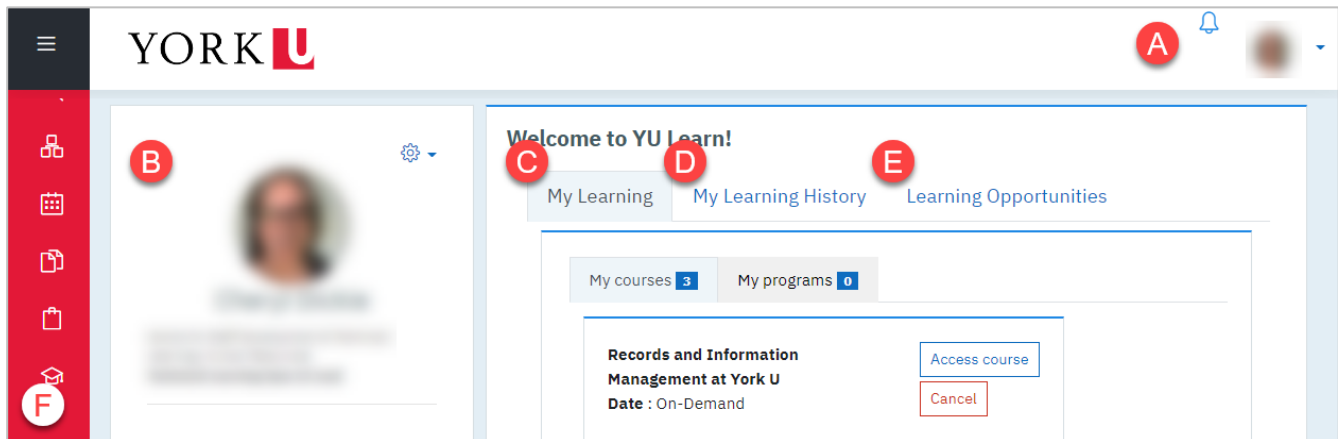 YORK U
A
B
Welcome to YU Learn!
C
D
E
My Learning
My Learning History
Learning Opportunities
My courses 3
My programs 0
Records and Information
Management at York U
Date : On-Demand
Access course
Cancel
F